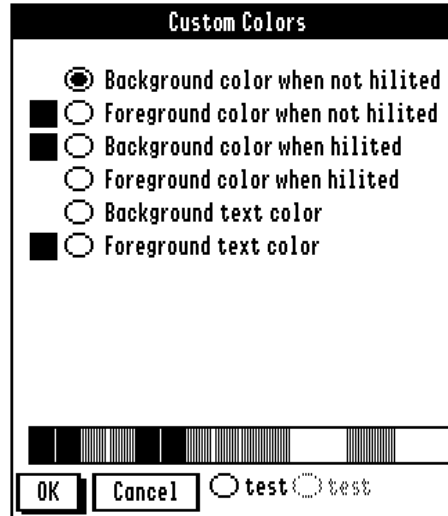 Custom Colors
Background color when not hilited
Foreground color when not hilited
Background color when hilited
Foreground color when hilited
Background text color
Foreground text color
OK Cancel test test